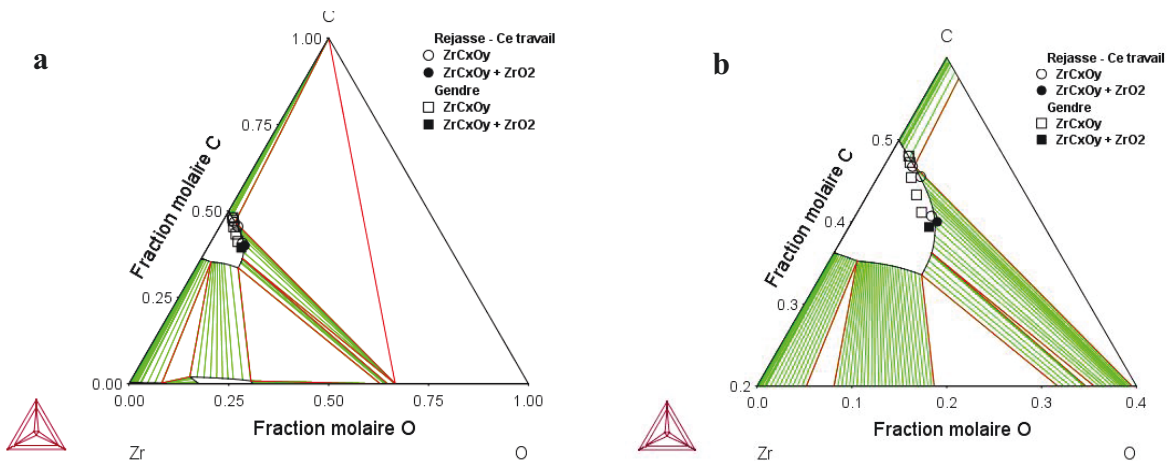 a
C
1.00
Rejasse - Ce travail
ZrCxOy
ZrCxOy + ZrO2
Gendre
ZrCxOy
ZrCxOy + ZrO2
0.75
Fraction molaire C
0.50
0.25
0.00
0.00
0.25
0.50
0.75
1.00
Fraction molaire O
Zr
O
b
C
Rejasse - Ce travail
ZrCxOy
ZrCxOy + ZrO2
Gendre
ZrCxOy
ZrCxOy + ZrO2
0.5
Fraction molaire C
0.4
0.3
0.2
0.0
0.1
0.2
0.3
0.4
Fraction molaire O
Zr
O